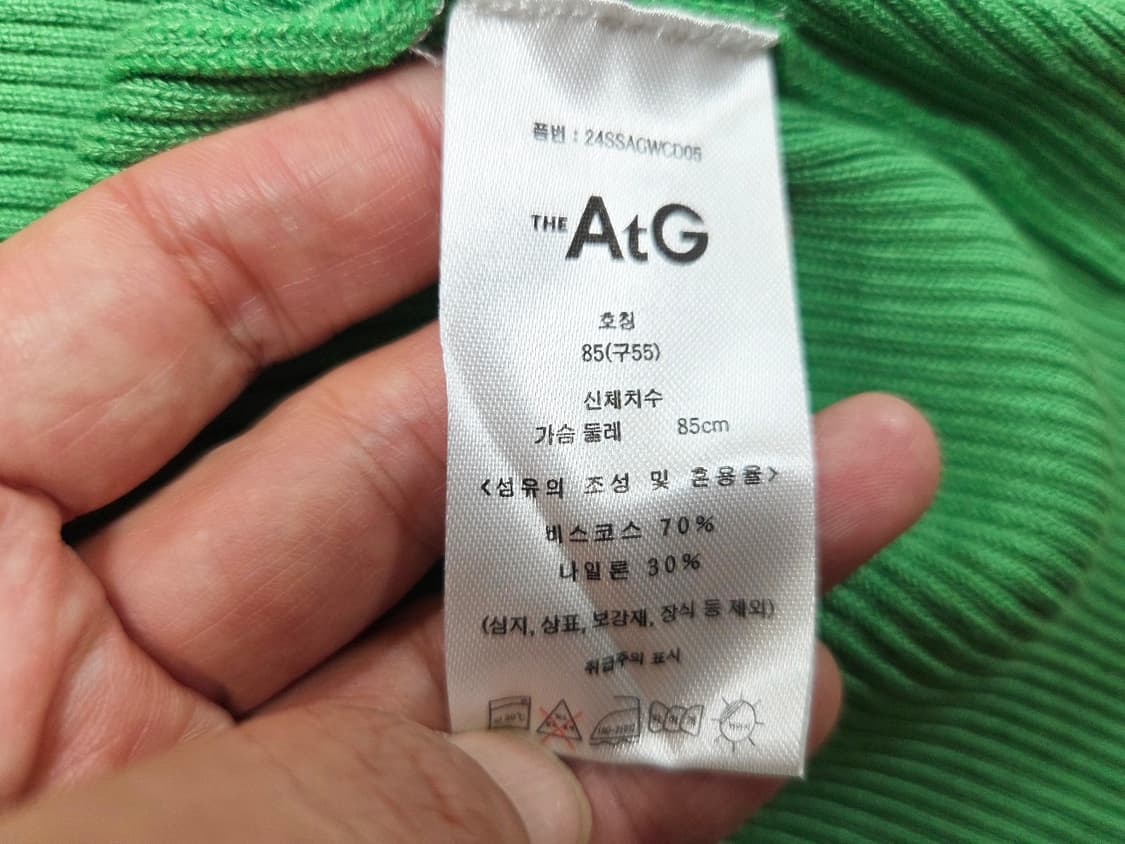 품번 : 24SSAGWCD05
THE AtG
호칭
85(구55)
신체치수
가슴 둘레 85cm
<섬유의 조성 및 혼용율>
비스코스 70%
나일론 30%
(심지, 상표, 보강재, 장식 등 제외)
취급주의 표시